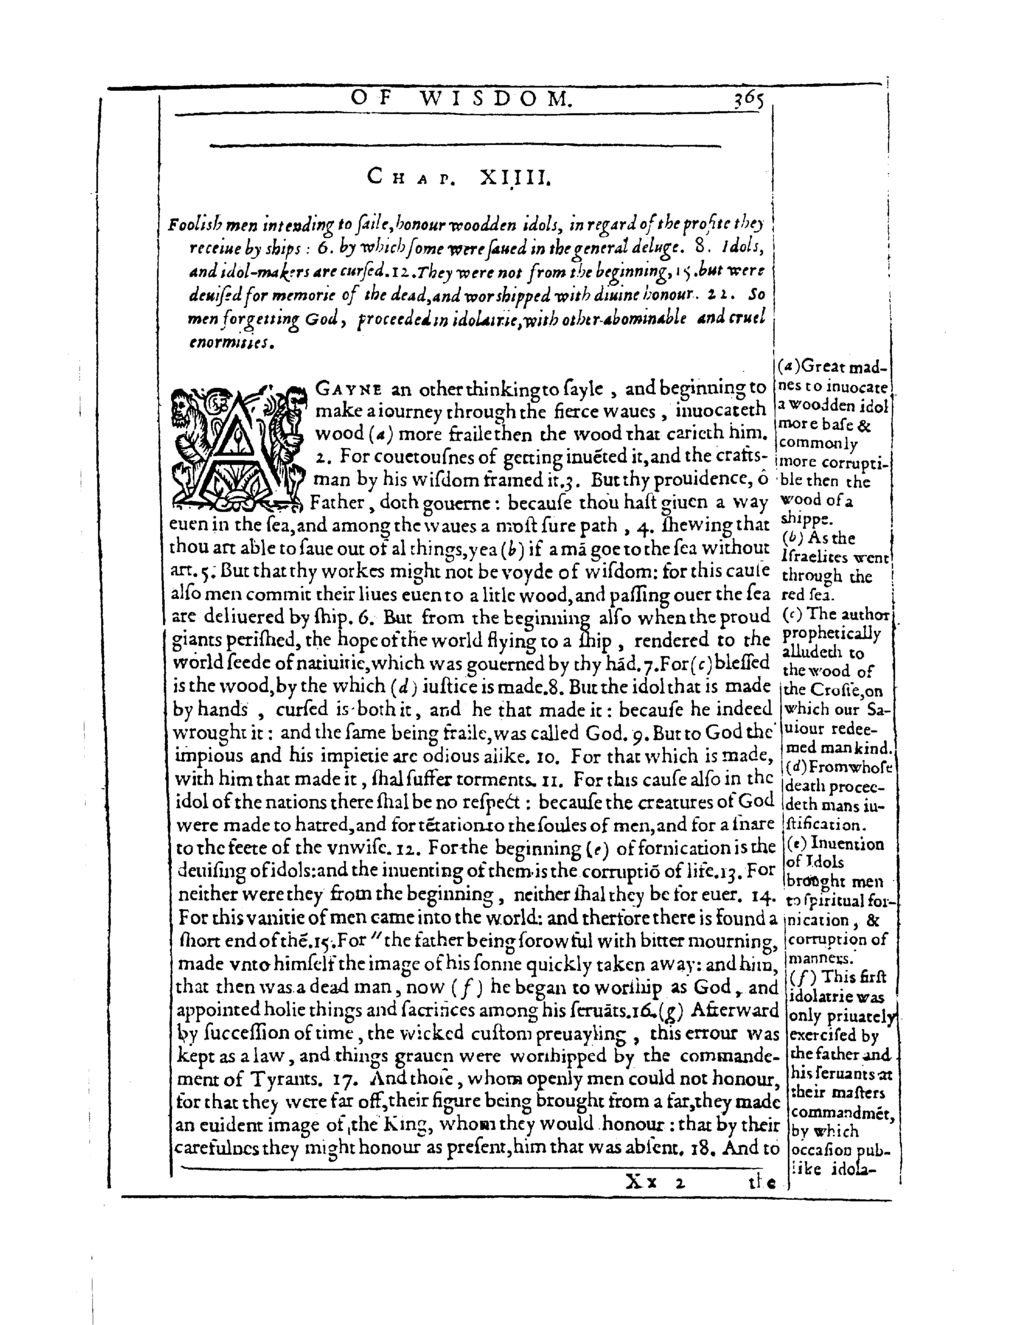 OF WISDOM. 365
CHAP. XIIII.
Foolish men intending to ſaile, honour woodden idols, in regard of the profite they
receiue by ships : 6. by which ſome were ſaued in the general deluge. 8. Idols,
and idol-makers are curſed. 12. They were not from the beginning, 15. but were
deuiſed for memorie of the dead, and worshipped with diuine honour. 21. So
men forgetting God, proceeded in idolatrie, with other abominable and cruel
enormities.
AGAYNE an other thinking to ſayle , and beginning to
make a iourney through the fierce waues , inuocateth
wood (a) more fraile then the wood that carieth him.
2. For couetouſnes of getting inuẽted it, and the crafts-
man by his wiſdom framed it. 3. But thy prouidence, ô
Father , doth gouerne : becauſe thou haſt giuen a way
euen in the ſea, and among the waues a moſt ſure path , 4. ſhewing that
thou art able to ſaue out of al things, yea (b) if a mã goe to the ſea without
art. 5. But that thy workes might not be voyde of wiſdom: for this cauſe
alſo men commit their liues euen to a litle wood, and paſſing ouer the ſea
are deliuered by ſhip. 6. But from the beginning alſo when the proud
giants periſhed, the hope of the world flying to a ſhip , rendered to the
world ſeede of natiuitie, which was gouerned by thy hãd. 7. For (c) bleſſed
is the wood, by the which (d) iuſtice is made. 8. But the idol that is made
by hands , curſed is both it, and he that made it : becauſe he indeed
wrought it : and the ſame being fraile, was called God. 9. But to God the
impious and his impietie are odious alike. 10. For that which is made,
with him that made it , ſhal ſuffer torments. 11. For this cauſe alſo in the
idol of the nations there ſhal be no reſpect : becauſe the creatures of God
were made to hatred, and for tẽtation to the ſoules of men, and for a ſnare
to the feete of the vnwiſe. 12. For the beginning (e) of fornication is the
deuiſing of idols: and the inuenting of them is the corruptiõ of life. 13. For
neither were they from the beginning , neither ſhal they be for euer. 14.
For this vanitie of men came into the world: and therfore there is found a
ſhort end of thẽ. 15. For " the father being ſorowful with bitter mourning,
made vnto himſelf the image of his ſonne quickly taken away: and him,
that then was a dead man , now (f) he began to worſhip as God , and
appointed holie things and ſacrifices among his ſeruãts. 16. (g) Afterward
by ſucceſſion of time , the wicked cuſtom preuayling , this errour was
kept as a law , and things grauen were worſhipped by the commande-
ment of Tyrants. 17. And thoſe , whom openly men could not honour,
for that they were far off, their figure being brought from a far, they made
an euident image of the King, whom they would honour : that by their
carefulnes they might honour as preſent, him that was abſent. 18. And to
Xx 2 the
(a) Great mad-
nes to inuocate
a woodden idol
more baſe &
commonly
more corrupti-
ble then the
wood of a
shippe.
(b) As the
Iſraelites went
through the
red ſea.
(c) The author
prophetically
alludeth to
the wood of
the Croſſe, on
which our Sa-
uiour redee-
med mankind.
(d) From whoſe
death procee-
deth mans iu-
ſtification.
(e) Inuention
of Idols
brought men
to ſpiritual for-
nication , &
corruption of
manners.
(f) This firſt
idolatrie was
only priuately
exerciſed by
the father and
his ſeruants at
their maſters
commandmẽt,
by which
occaſion pub-
like idola-